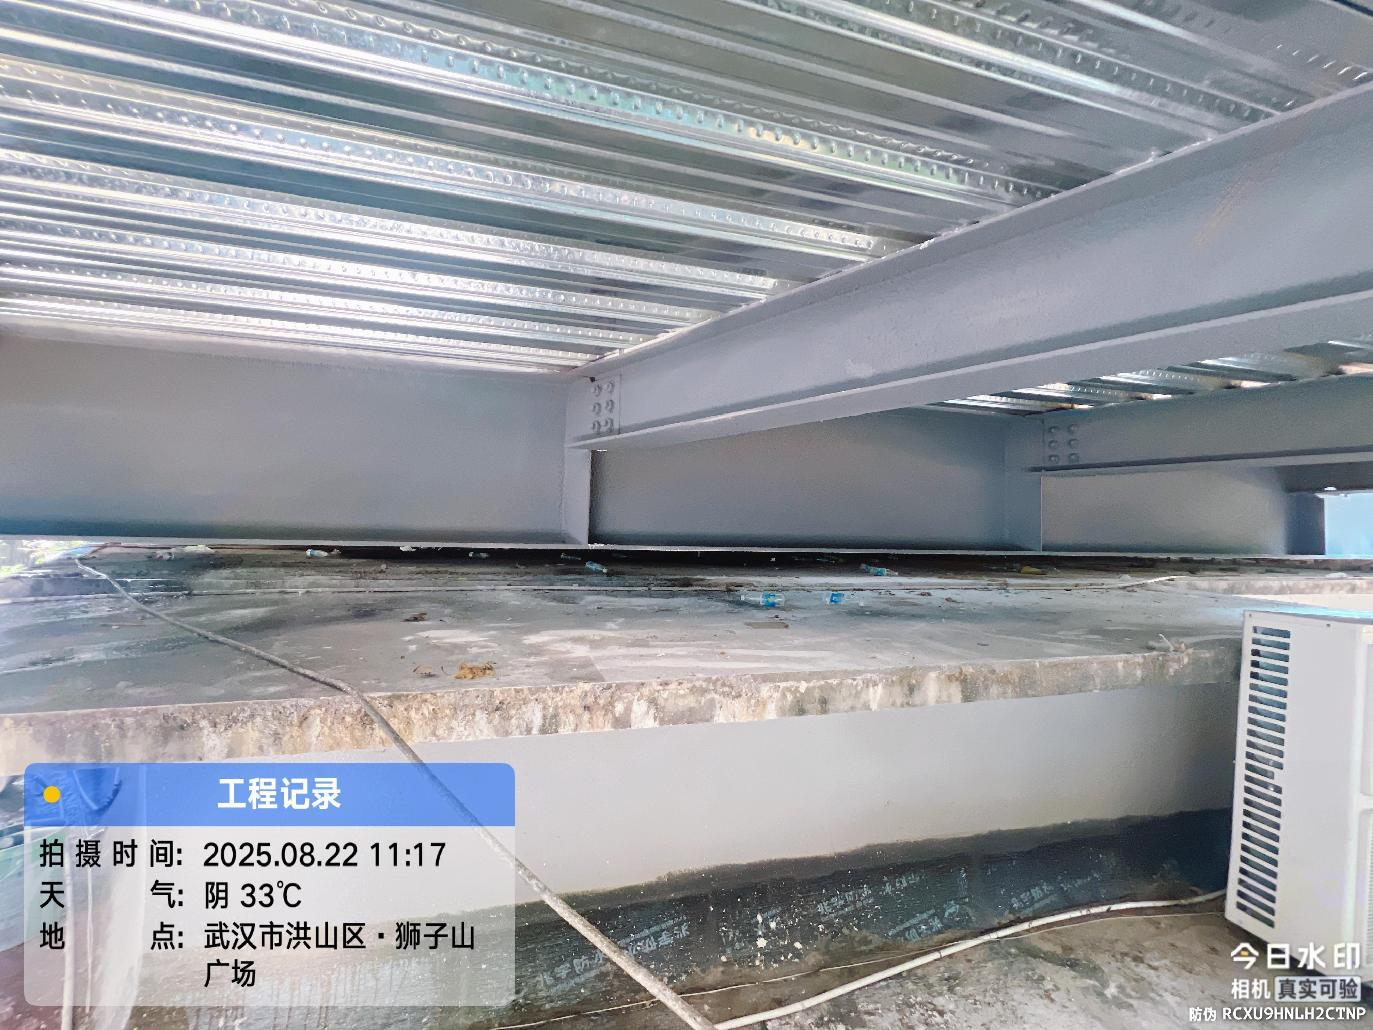 工程记录
拍摄时间: 2025.08.22 11:17
天气: 阴 33℃
地点: 武汉市洪山区·狮子山
广场
今日水印
相机 真实可验
防伪 RCXU9HNLH2CTNP